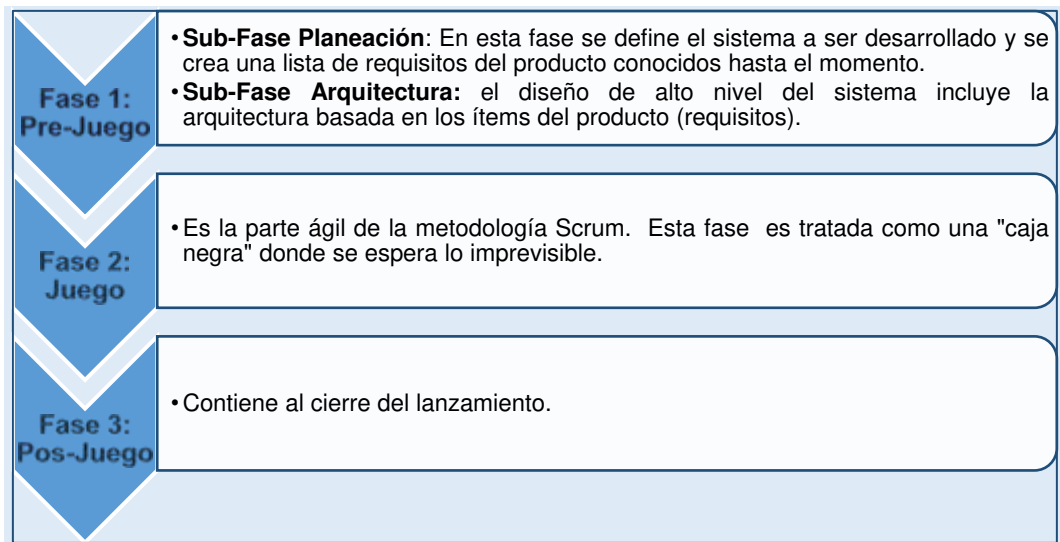 Fase 1:
Pre-Juego
•Sub-Fase Planeación: En esta fase se define el sistema a ser desarrollado y se
crea una lista de requisitos del producto conocidos hasta el momento.
•Sub-Fase Arquitectura: el diseño de alto nivel del sistema incluye la
arquitectura basada en los ítems del producto (requisitos).
Fase 2:
Juego
•Es la parte ágil de la metodología Scrum. Esta fase es tratada como una "caja
negra" donde se espera lo imprevisible.
Fase 3:
Pos-Juego
•Contiene al cierre del lanzamiento.